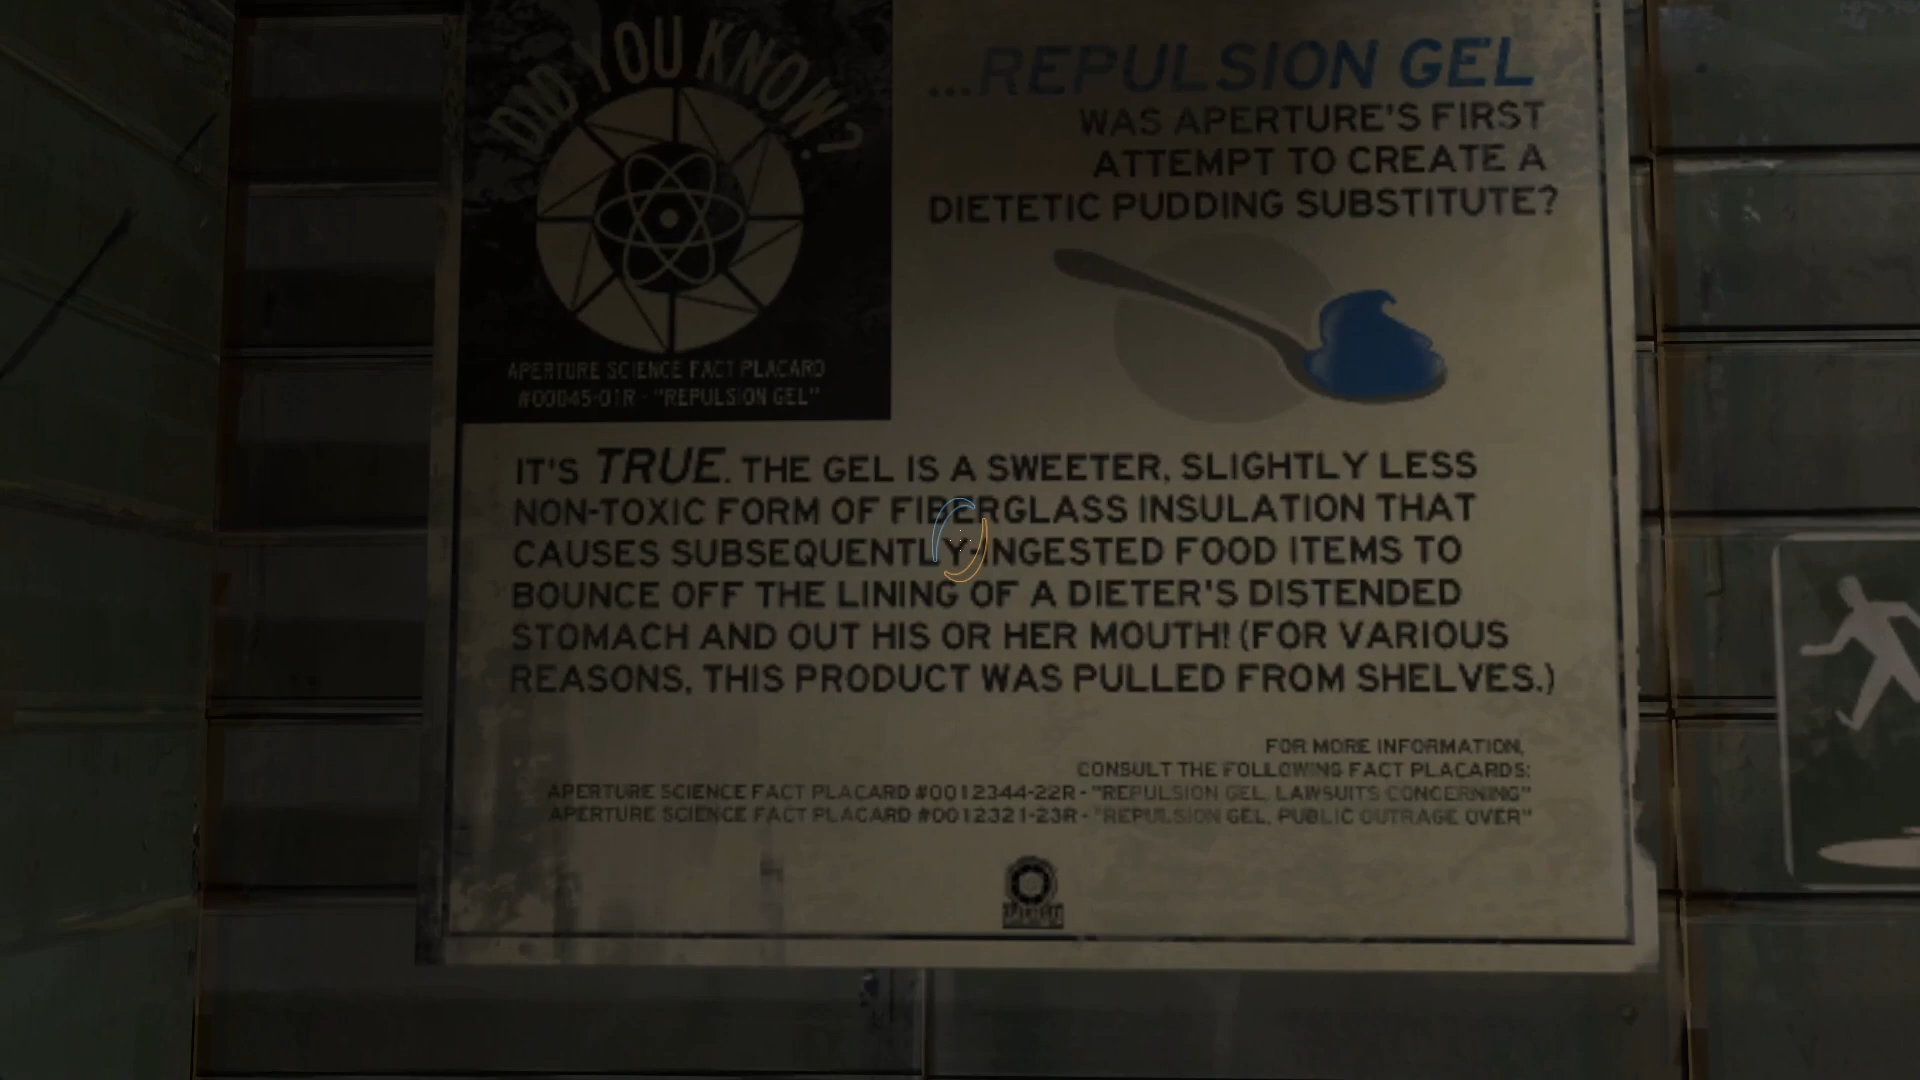 DID YOU KNOW?
APERTURE SCIENCE FACT PLACARD
#00045-01R - "REPULSION GEL"
...REPULSION GEL
WAS APERTURE'S FIRST
ATTEMPT TO CREATE A
DIETETIC PUDDING SUBSTITUTE?
IT'S TRUE. THE GEL IS A SWEETER, SLIGHTLY LESS
NON-TOXIC FORM OF FIBERGLASS INSULATION THAT
CAUSES SUBSEQUENTLY-INGESTED FOOD ITEMS TO
BOUNCE OFF THE LINING OF A DIETER'S DISTENDED
STOMACH AND OUT HIS OR HER MOUTH! (FOR VARIOUS
REASONS, THIS PRODUCT WAS PULLED FROM SHELVES.)
FOR MORE INFORMATION,
CONSULT THE FOLLOWING FACT PLACARDS:
APERTURE SCIENCE FACT PLACARD #0012344-22R - "REPULSION GEL, LAWSUITS CONCERNING"
APERTURE SCIENCE FACT PLACARD #0012321-23R - "REPULSION GEL, PUBLIC OUTRAGE OVER"
APERTURE